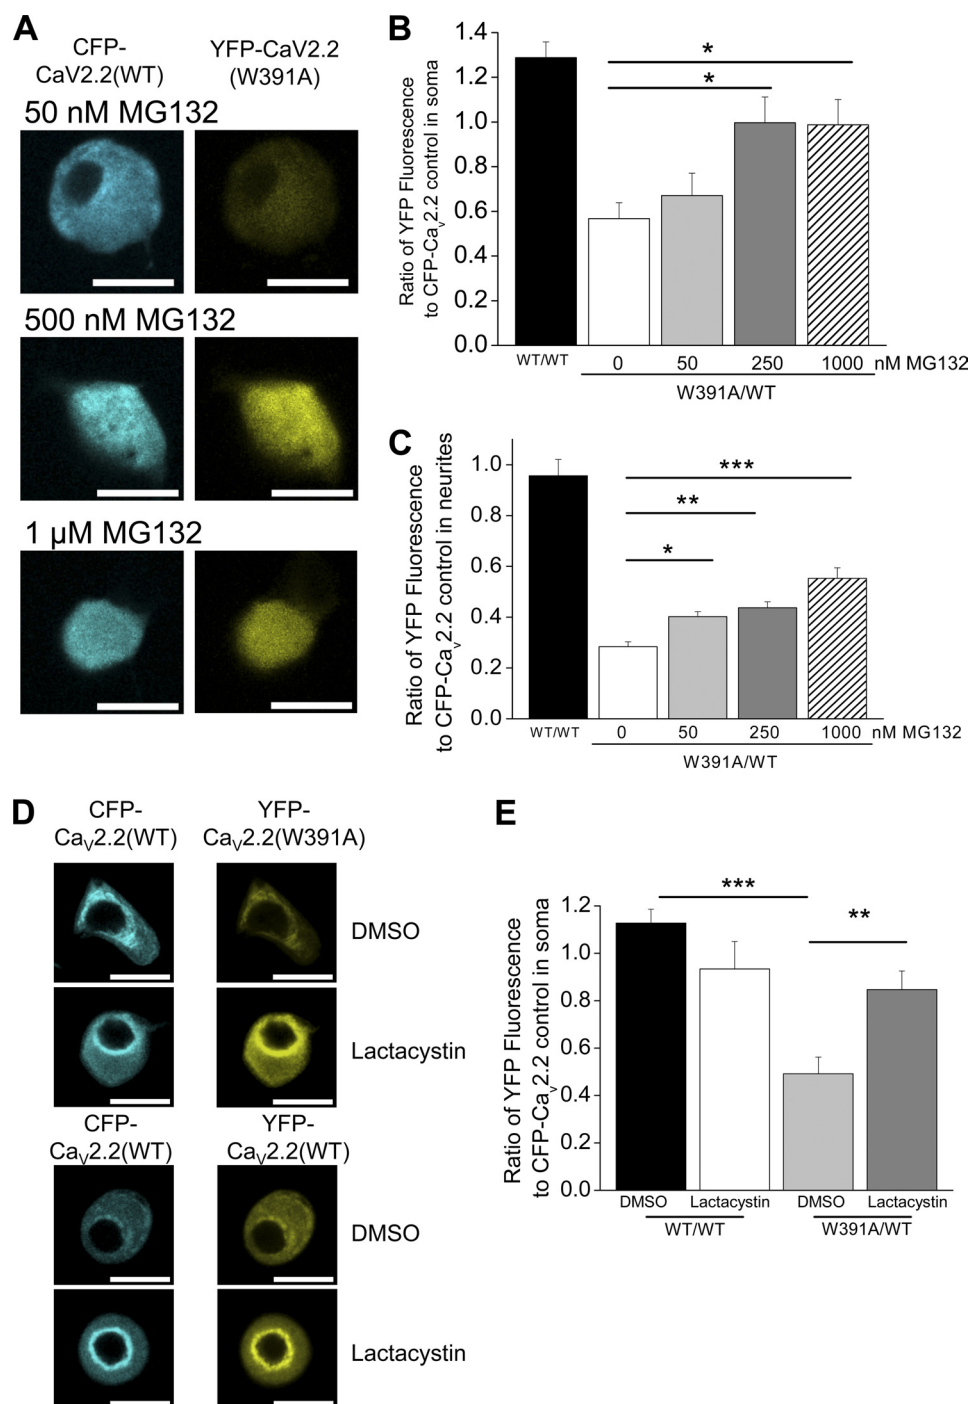 A
CFP-
CaV2.2(WT)
YFP-CaV2.2
(W391A)
50 nM MG132
500 nM MG132
1 µM MG132
B
Ratio of YFP Fluorescence
to CFP-Cav2.2 control in soma
1.4
1.2
1.0
0.8
0.6
0.4
0.2
0.0
*
*
WT/WT
0
50
250
1000
nM MG132
W391A/WT
C
Ratio of YFP Fluorescence
to CFP-Cav2.2 control in neurites
1.0
0.8
0.6
0.4
0.2
0.0
***
**
*
WT/WT
0
50
250
1000
nM MG132
W391A/WT
D
CFP-
CaV2.2(WT)
YFP-
CaV2.2(W391A)
DMSO
Lactacystin
CFP-
CaV2.2(WT)
YFP-
CaV2.2(WT)
DMSO
Lactacystin
E
Ratio of YFP Fluorescence
to CFP-Cav2.2 control in soma
1.2
1.0
0.8
0.6
0.4
0.2
0.0
***
**
DMSO
Lactacystin
DMSO
Lactacystin
WT/WT
W391A/WT